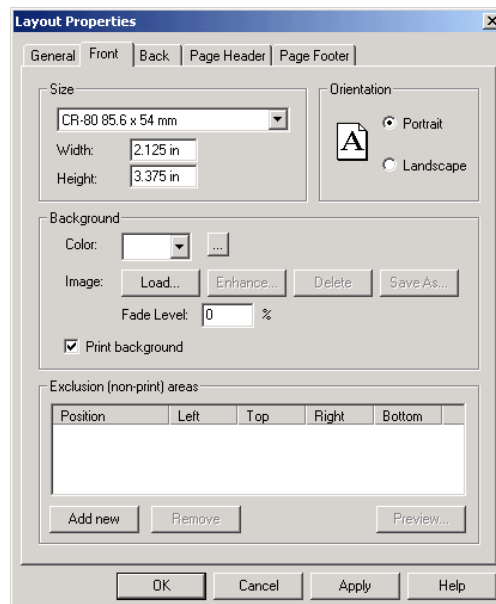 Layout Properties
General Front Back Page Header Page Footer
Size
CR-80 85.6 x 54 mm
Width: 2.125 in
Height: 3.375 in
Orientation
A
Portrait
Landscape
Background
Color: ...
Image: Load... Enhance... Delete Save As...
Fade Level: 0 %
Print background
Exclusion (non-print) areas
Position Left Top Right Bottom
Add new Remove Preview...
OK Cancel Apply Help